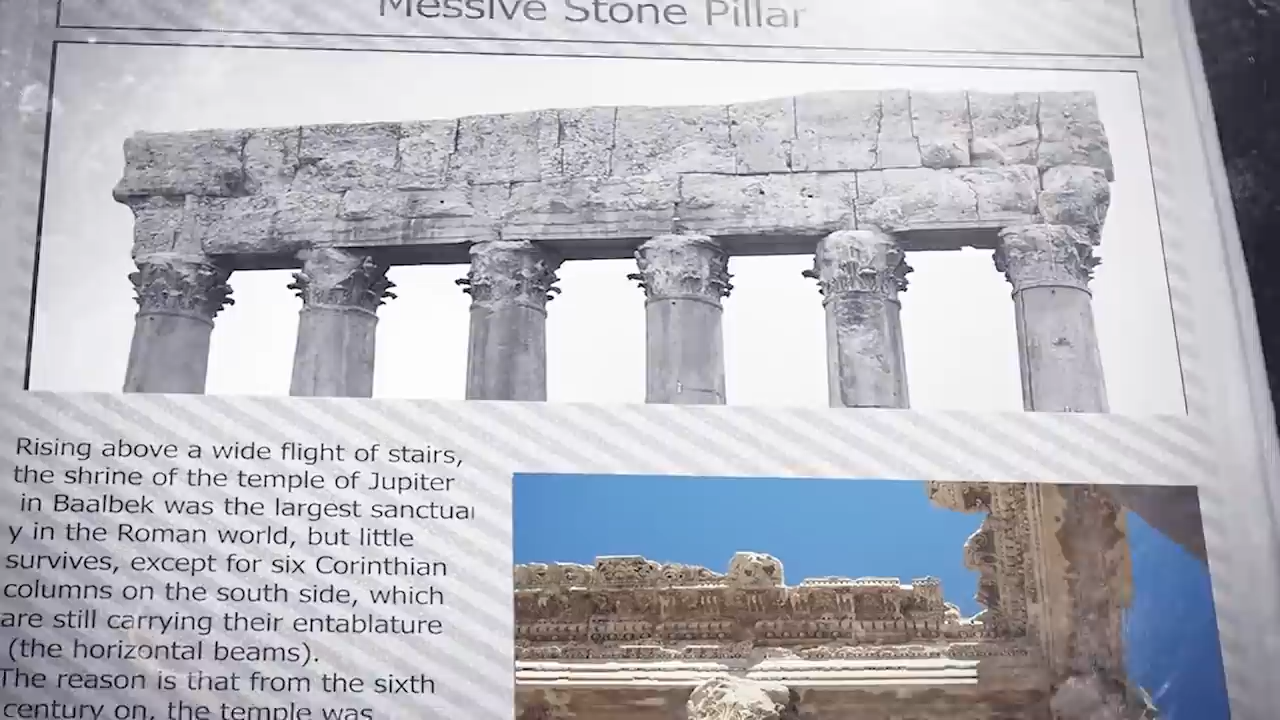 Messive Stone Pillar
Rising above a wide flight of stairs,
the shrine of the temple of Jupiter
in Baalbek was the largest sanctuar
y in the Roman world, but little
survives, except for six Corinthian
columns on the south side, which
are still carrying their entablature
(the horizontal beams).
The reason is that from the sixth
century on, the temple was